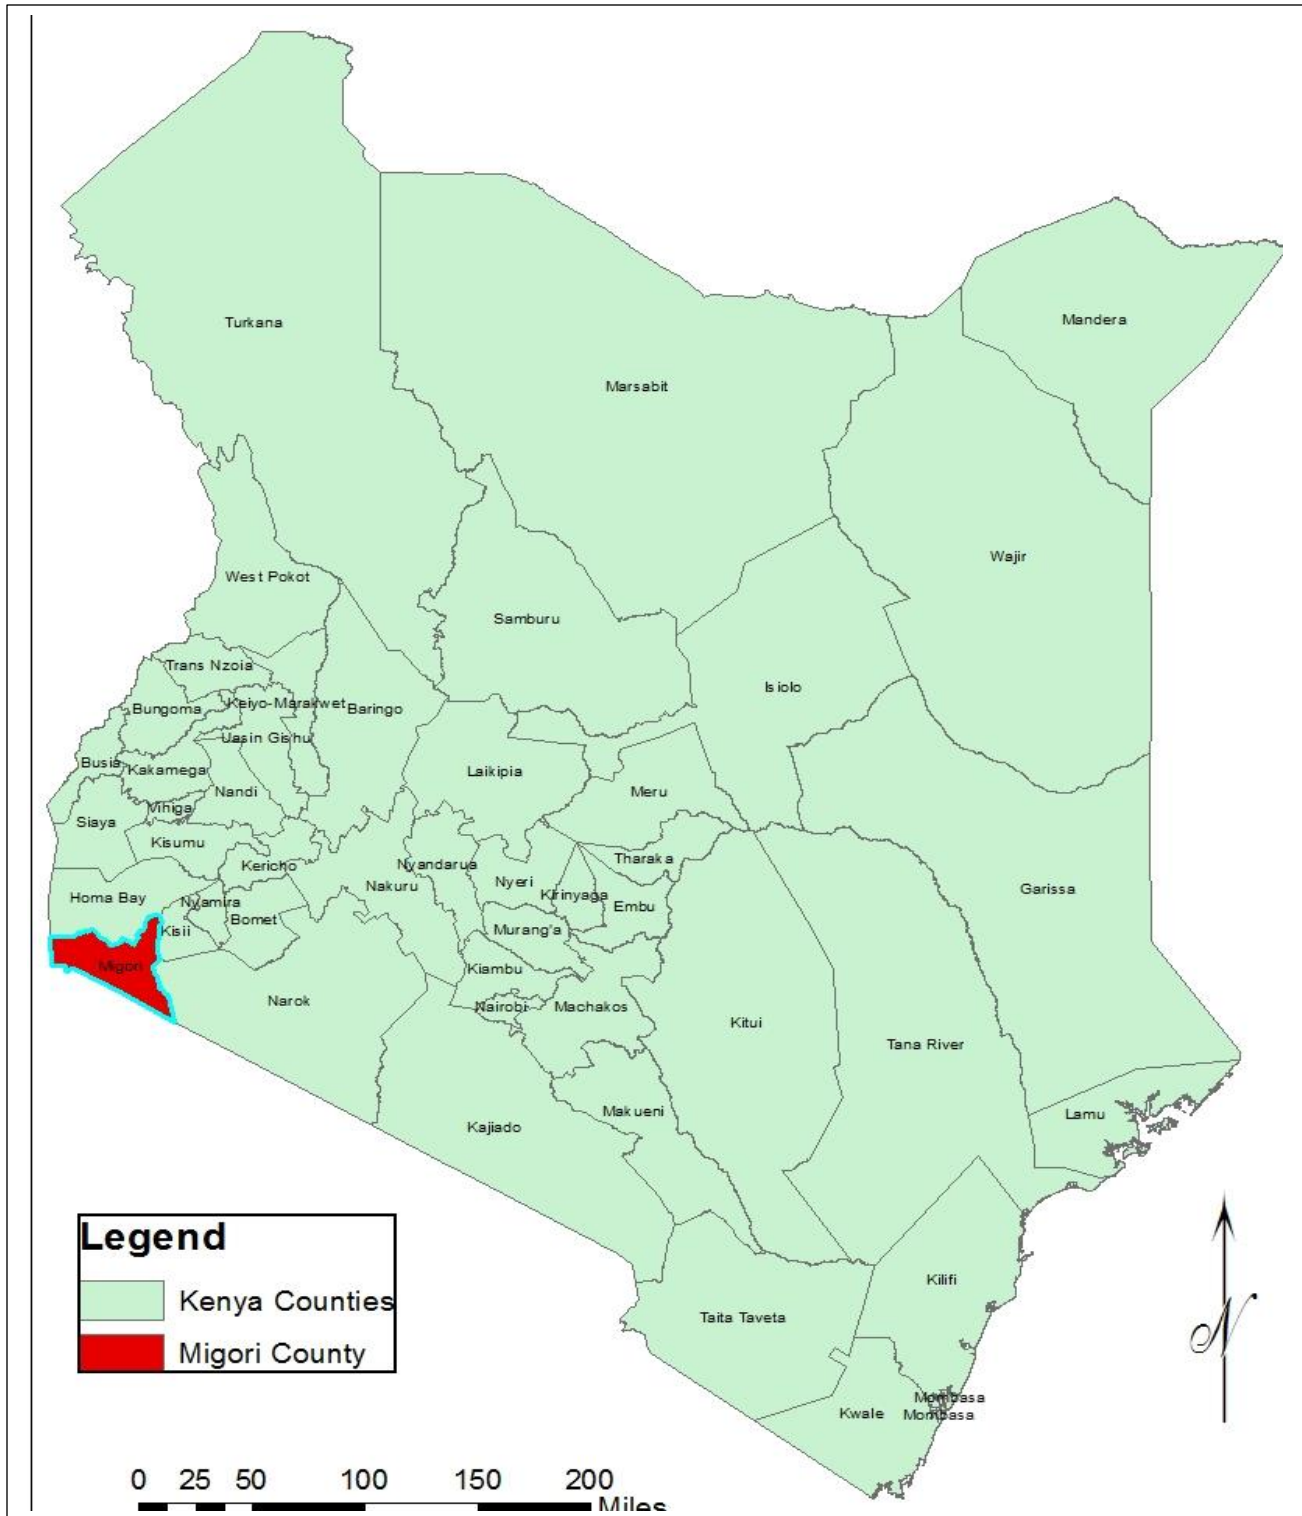 Turkana
Mandera
Marsabit
Wajir
West Pokot
Samburu
Trans Nzoia
Isiolo
Keiyo-Marakwet
Bungoma
Baringo
Uasin Gishu
Busia
Kakamega
Laikipia
Nandi
Meru
Vihiga
Siaya
Kisumu
Tharaka
Kericho
Nyandarua
Nakuru
Nyeri
Garissa
Kirinyaga
Homa Bay
Nyamira
Embu
Bomet
Kisii
Murang'a
Migori
Kiambu
Narok
Nairobi
Machakos
Kitui
Tana River
Makueni
Lamu
Kajiado
Legend
Kenya Counties
Migori County
Kilifi
Taita Taveta
N
Mombasa
Kwale
Mombasa
0 25 50 100 150 200
Miles